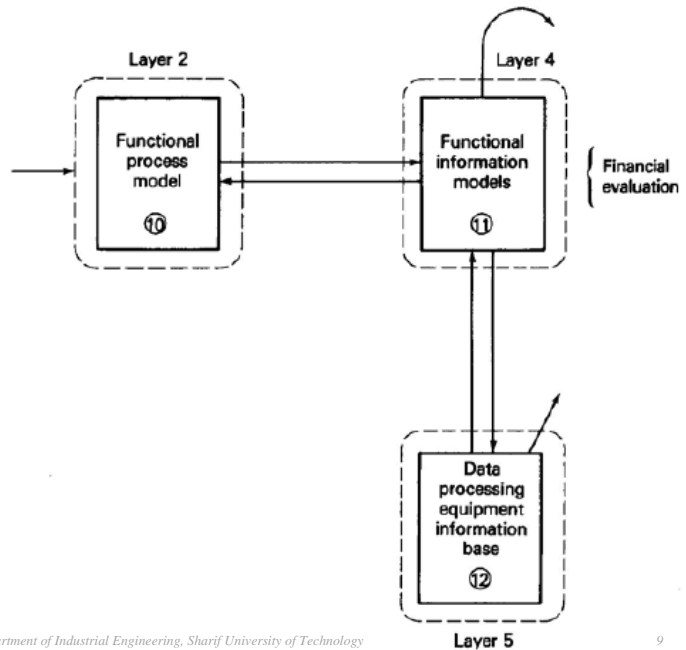 Layer 2
Functional
process
model
10
Layer 4
Functional
information
models
11
Financial
evaluation
Data
processing
equipment
information
base
12
Layer 5
artment of Industrial Engineering, Sharif University of Technology
9